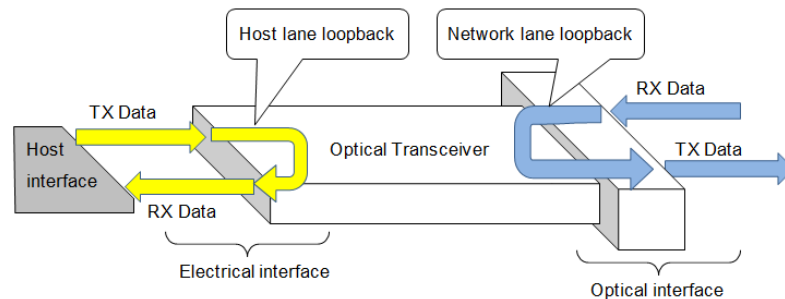 Host lane loopback
Network lane loopback
TX Data
RX Data
Host
interface
Optical Transceiver
TX Data
RX Data
Electrical interface
Optical interface